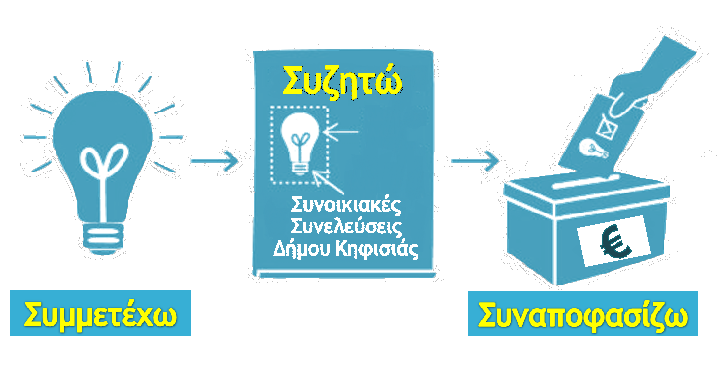 Συζητώ
Συνοικιακές
Συνελεύσεις
Δήμου Κηφισιάς
€
Συμμετέχω
Συναποφασίζω